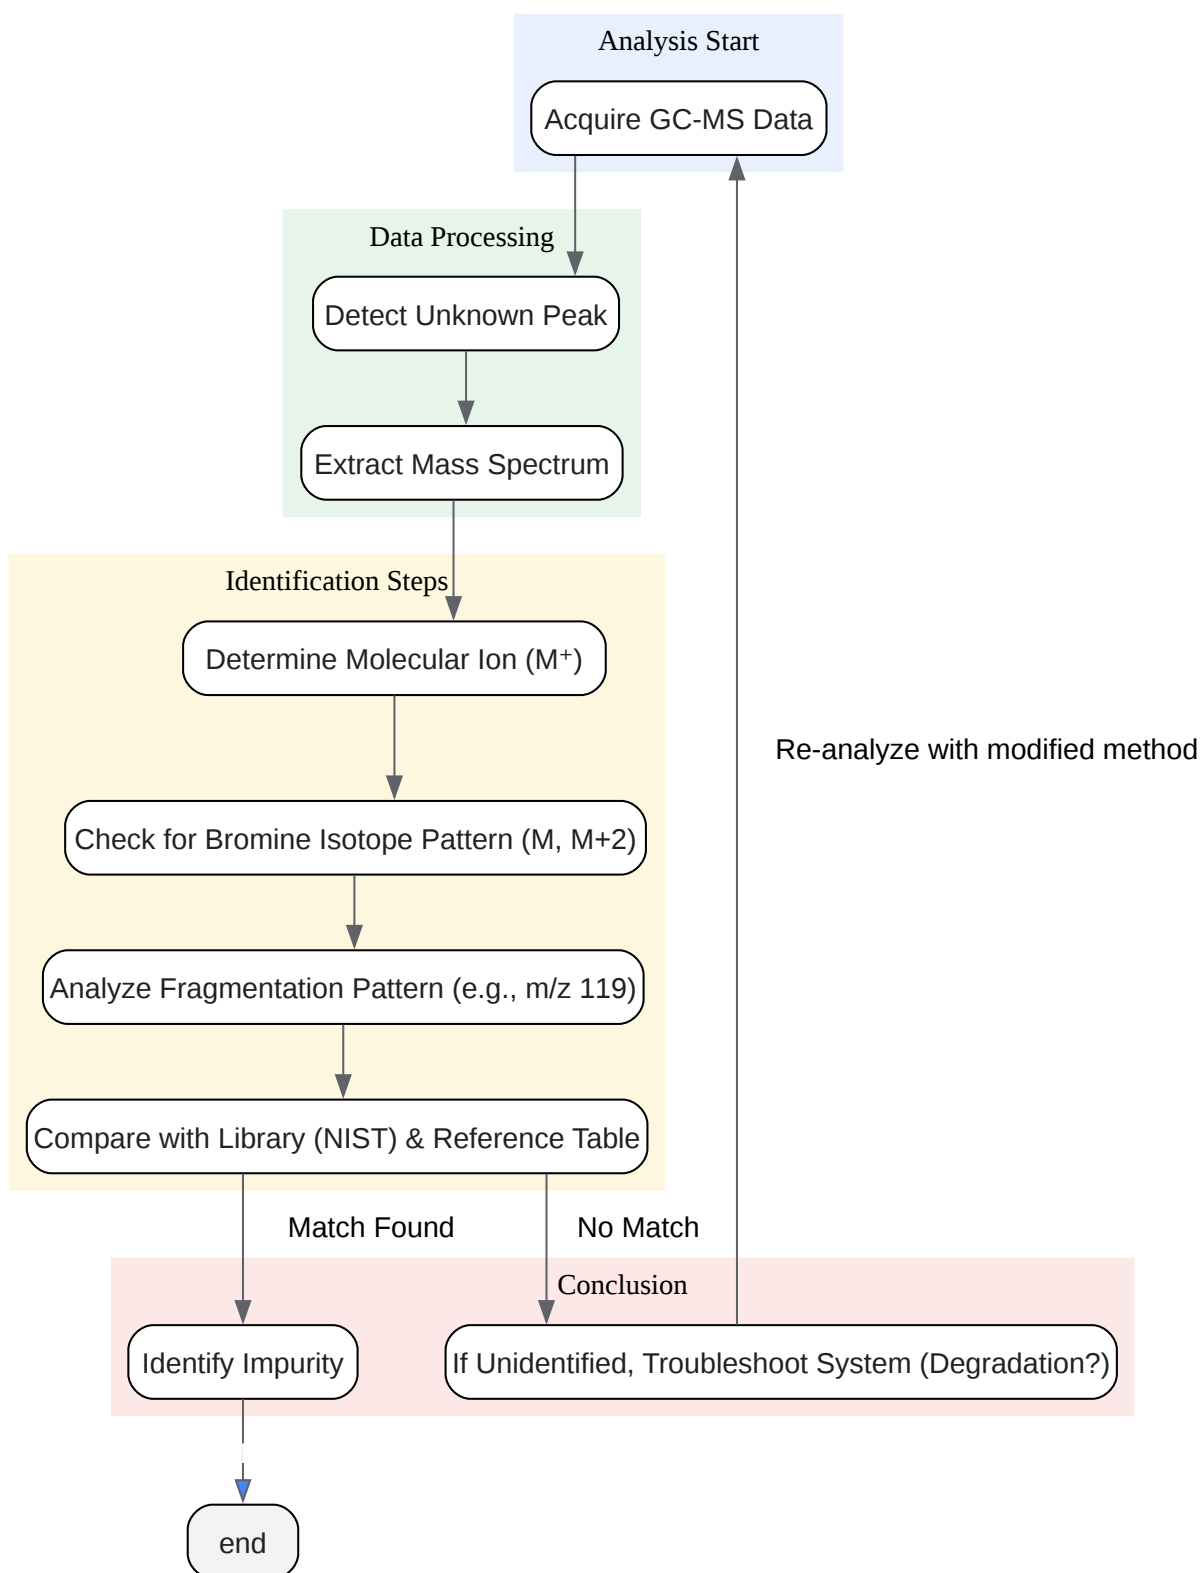 Analysis Start
Acquire GC-MS Data
Data Processing
Detect Unknown Peak
Extract Mass Spectrum
Identification Steps
Determine Molecular Ion (M⁺)
Re-analyze with modified method
Check for Bromine Isotope Pattern (M, M+2)
Analyze Fragmentation Pattern (e.g., m/z 119)
Compare with Library (NIST) & Reference Table
Match Found
No Match
Conclusion
Identify Impurity
If Unidentified, Troubleshoot System (Degradation?)
end